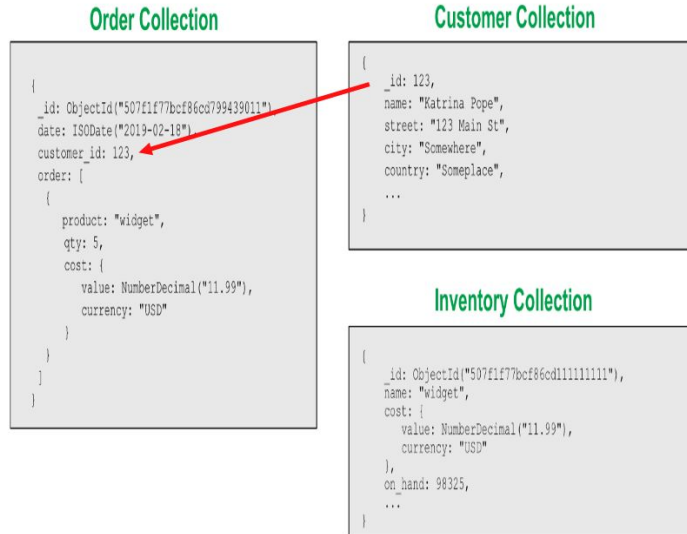 Order Collection
{
_id: ObjectId("507f1f77bcf86cd799439011"),
date: ISODate("2019-02-18"),
customer_id: 123,
order: [
{
product: "widget",
qty: 5,
cost: {
value: NumberDecimal("11.99"),
currency: "USD"
}
}
]
}
Customer Collection
{
_id: 123,
name: "Katrina Pope",
street: "123 Main St",
city: "Somewhere",
country: "Someplace",
...
}
Inventory Collection
{
_id: ObjectId("507f1f77bcf86cd111111111"),
name: "widget",
cost: {
value: NumberDecimal("11.99"),
currency: "USD"
},
on_hand: 98325,
...
}